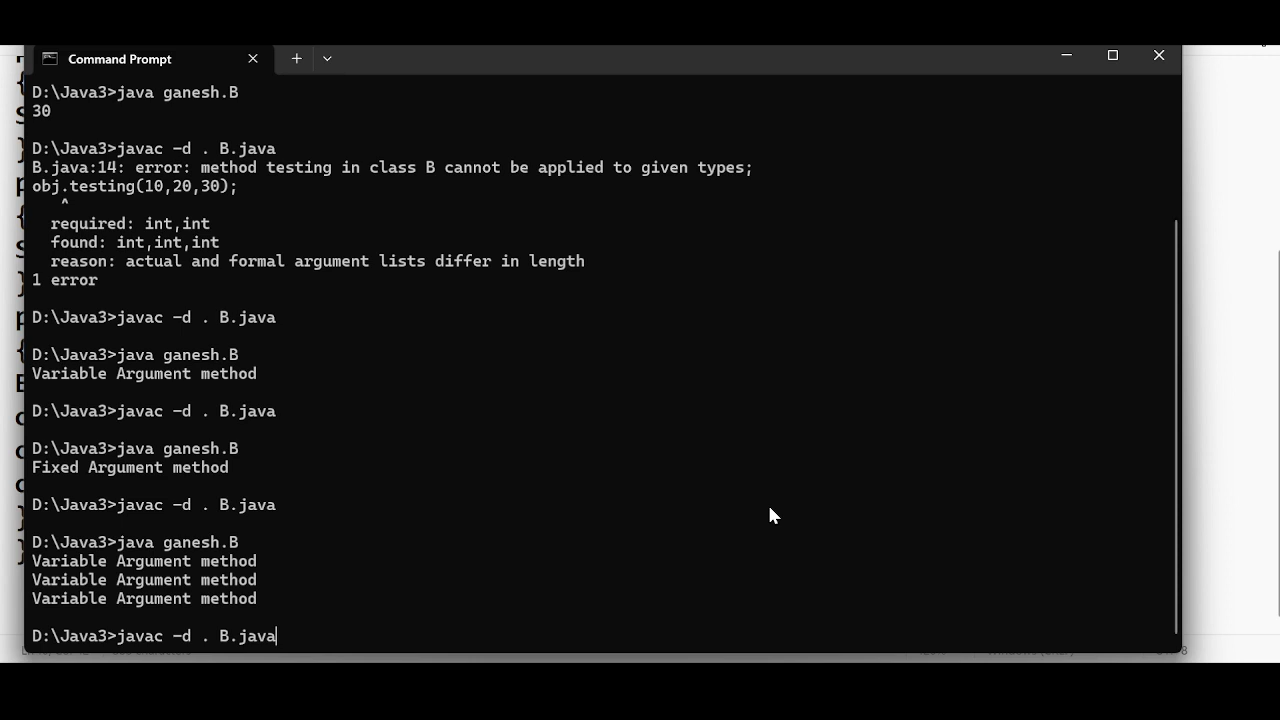 Command Prompt
D:\Java3>java ganesh.B
30
D:\Java3>javac -d . B.java
B.java:14: error: method testing in class B cannot be applied to given types;
obj.testing(10,20,30);
^
required: int,int
found: int,int,int
reason: actual and formal argument lists differ in length
1 error
D:\Java3>javac -d . B.java
D:\Java3>java ganesh.B
Variable Argument method
D:\Java3>javac -d . B.java
D:\Java3>java ganesh.B
Fixed Argument method
D:\Java3>javac -d . B.java
D:\Java3>java ganesh.B
Variable Argument method
Variable Argument method
Variable Argument method
D:\Java3>javac -d . B.java